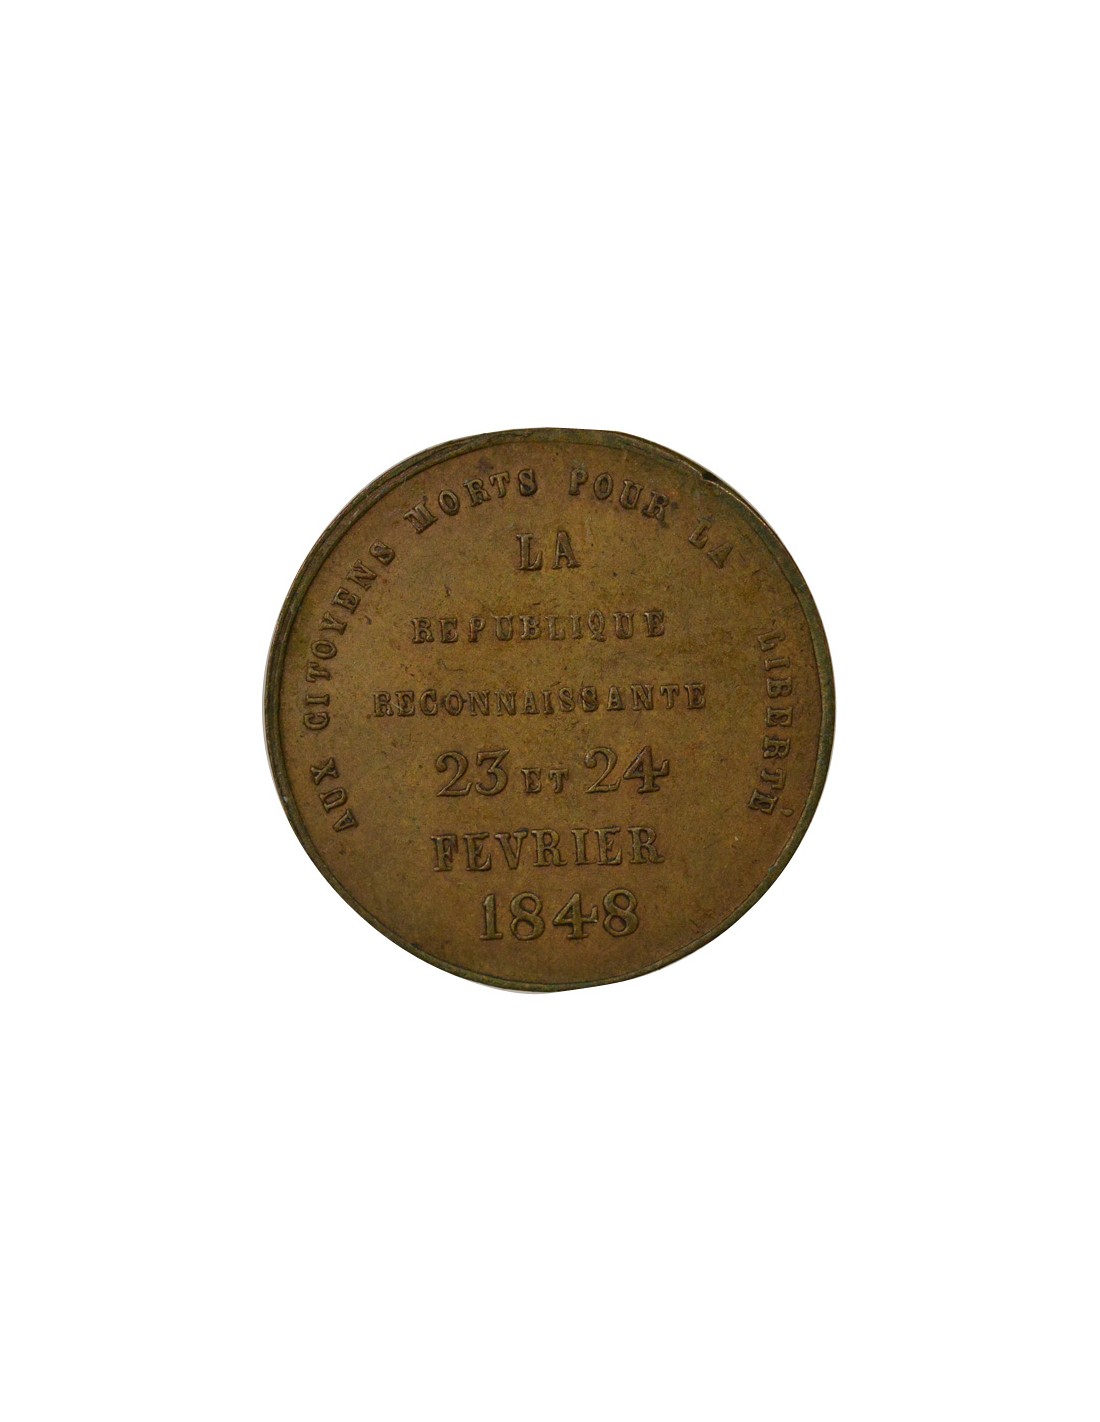 AUX CITOYENS MORTS POUR LA LIBERTÉ
LA
REPUBLIQUE
RECONNAISSANTE
23 ET 24
FEVRIER
1848